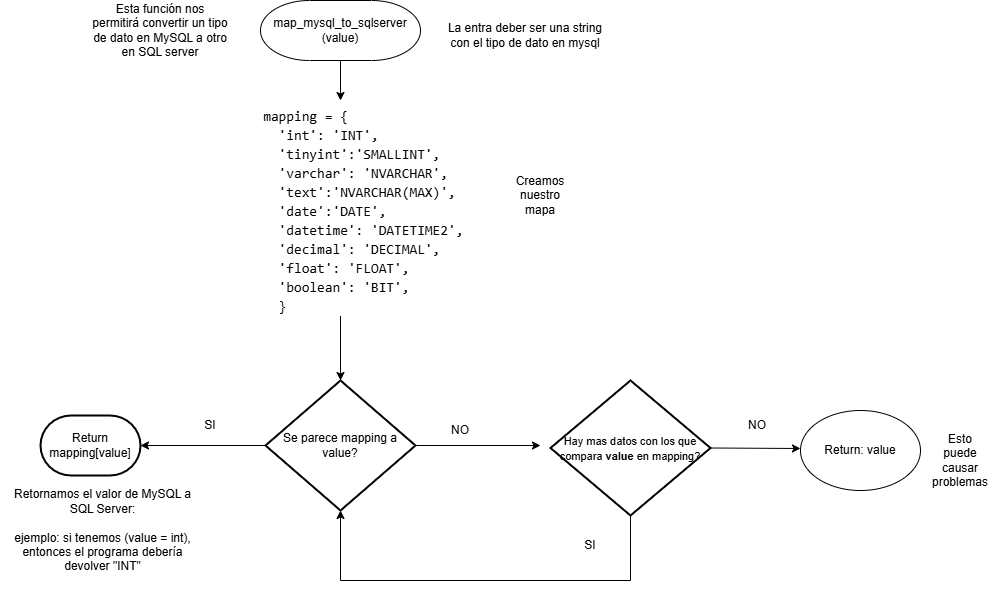 Esta función nos
permitirá convertir un tipo
de dato en MySQL a otro
en SQL server
map_mysql_to_sqlserver
(value)
La entra deber ser una string
con el tipo de dato en mysql
mapping = {
'int': 'INT',
'tinyint':'SMALLINT',
'varchar': 'NVARCHAR',
'text':'NVARCHAR(MAX)',
'date':'DATE',
'datetime': 'DATETIME2',
'decimal': 'DECIMAL',
'float': 'FLOAT',
'boolean': 'BIT',
}
Creamos
nuestro
mapa
Return
mapping[value]
SI
Se parece mapping a
value?
NO
Hay mas datos con los que
compara value en mapping?
NO
Return: value
Esto
puede
causar
problemas
Retornamos el valor de MySQL a
SQL Server:
ejemplo: si tenemos (value = int),
entonces el programa debería
devolver "INT"
SI